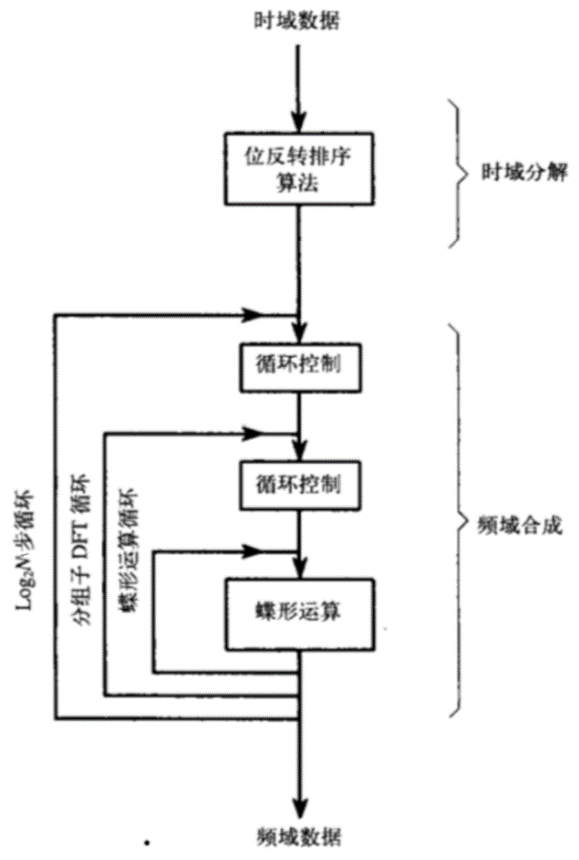 时域数据
位反转排序
算法
时域分解
循环控制
循环控制
蝶形运算
Log₂N步循环
分组子 DFT 循环
蝶形运算循环
频域合成
频域数据